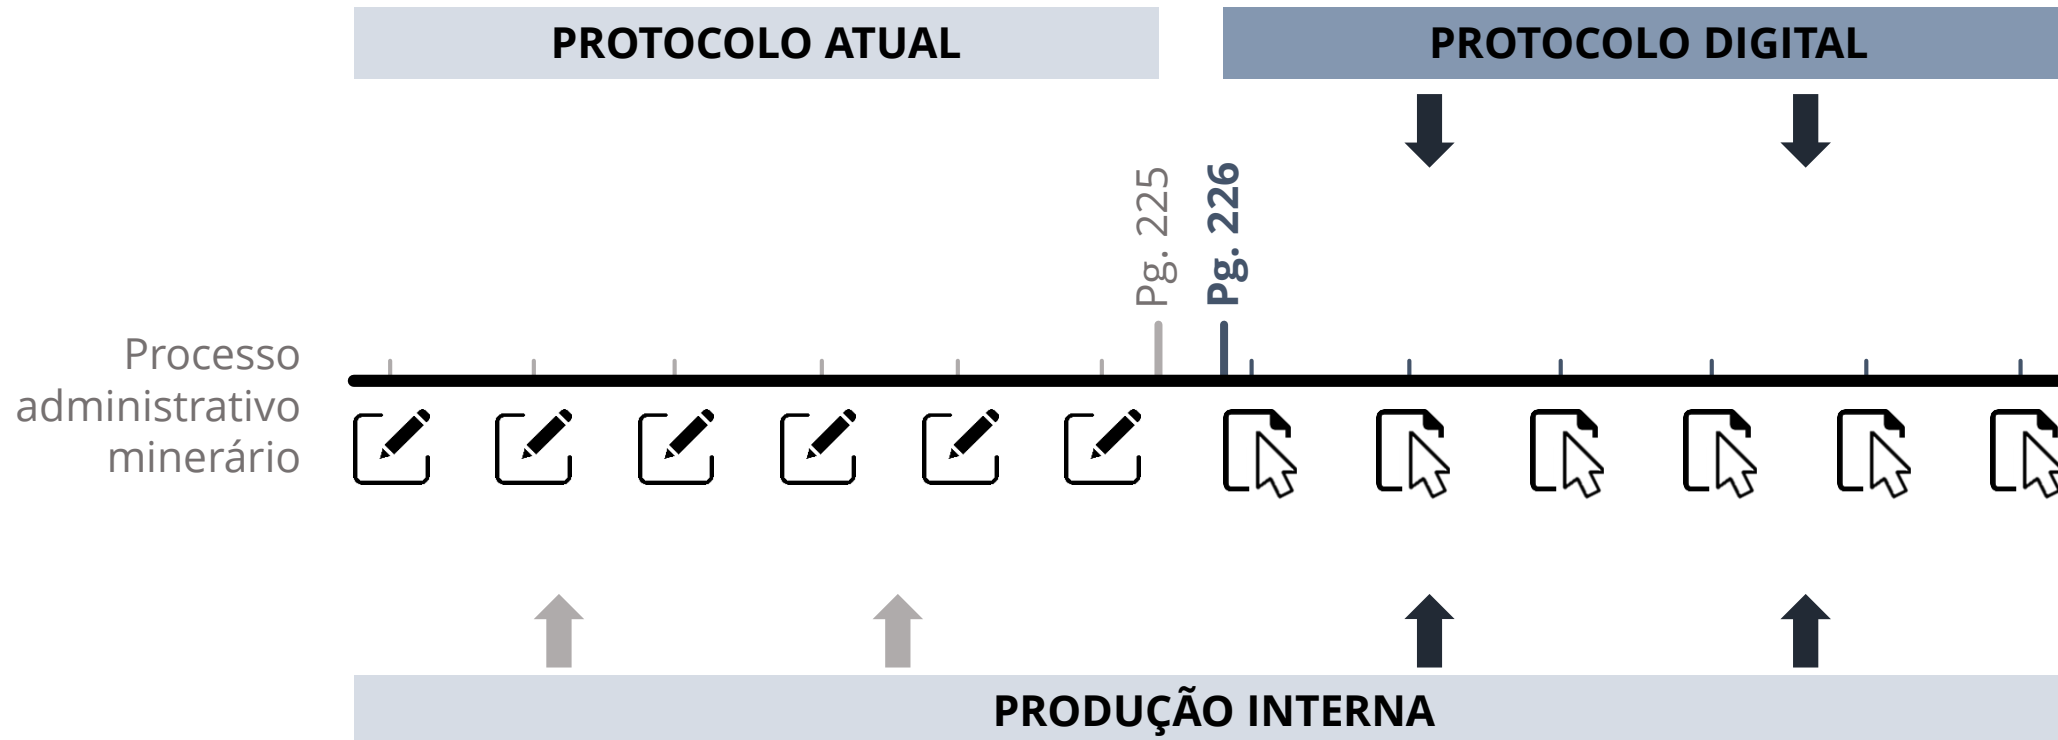 PROTOCOLO ATUAL
PROTOCOLO DIGITAL
Pg. 225
Pg. 226
Processo
administrativo
minerário
PRODUÇÃO INTERNA